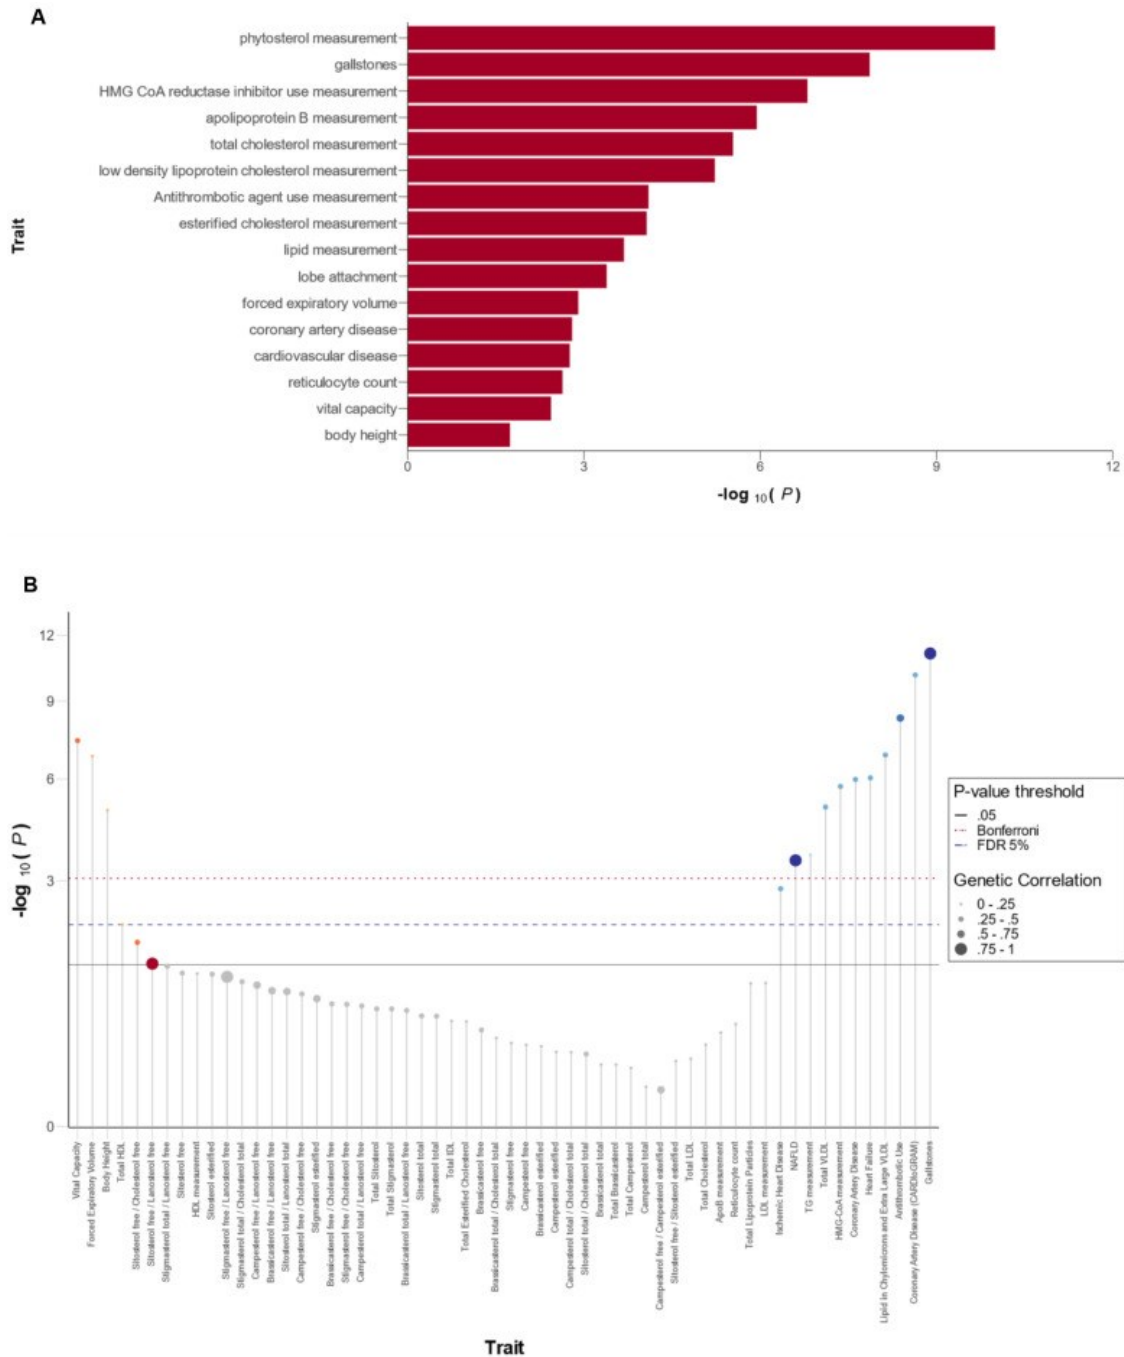 A
phytosterol measurement
gallstones
HMG CoA reductase inhibitor use measurement
apolipoprotein B measurement
total cholesterol measurement
low density lipoprotein cholesterol measurement
Antithrombotic agent use measurement
esterified cholesterol measurement
lipid measurement
lobe attachment
forced expiratory volume
coronary artery disease
cardiovascular disease
reticulocyte count
vital capacity
body height
Trait
0 3 6 9 12
-log 10 ( P )
B
12
9
6
3
0
-log 10 ( P )
P-value threshold
.05
Bonferroni
FDR 5%
Genetic Correlation
0 - .25
.25 - .5
.5 - .75
.75 - 1
Vital Capacity
Forced Expiratory Volume
Body Height
Total HDL
Sitosterol free / Cholesterol free
Sitosterol free / Lanosterol free
Stigmasterol total / Lanosterol free
Sitosterol free
HDL measurement
Sitosterol esterified
Stigmasterol free / Lanosterol free
Stigmasterol total / Cholesterol total
Campesterol free / Lanosterol free
Brassicasterol free / Lanosterol free
Sitosterol total / Lanosterol total
Campesterol free / Cholesterol free
Stigmasterol esterified
Brassicasterol free / Cholesterol free
Stigmasterol free / Cholesterol free
Campesterol total / Lanosterol free
Total Sitosterol
Total Stigmasterol
Brassicasterol total / Lanosterol free
Sitosterol total
Stigmasterol total
Total IDL
Total Esterified Cholesterol
Brassicasterol free
Brassicasterol total / Cholesterol total
Stigmasterol free
Campesterol free
Brassicasterol esterified
Campesterol esterified
Campesterol total / Cholesterol total
Sitosterol total / Cholesterol total
Brassicasterol total
Total Brassicasterol
Total Campesterol
Campesterol total
Campesterol free / Campesterol esterified
Sitosterol free / Sitosterol esterified
Total LDL
Total Cholesterol
ApoB measurement
Reticulocyte count
Total Lipoprotein Particles
LDL measurement
Ischemic Heart Disease
NAFLD
TG measurement
Total VLDL
HMG-CoA measurement
Coronary Artery Disease
Heart Failure
Lipid in Chylomicrons and Extra Large VLDL
Antithrombotic Use
Coronary Artery Disease (CARDIoGRAM)
Gallstones
Trait